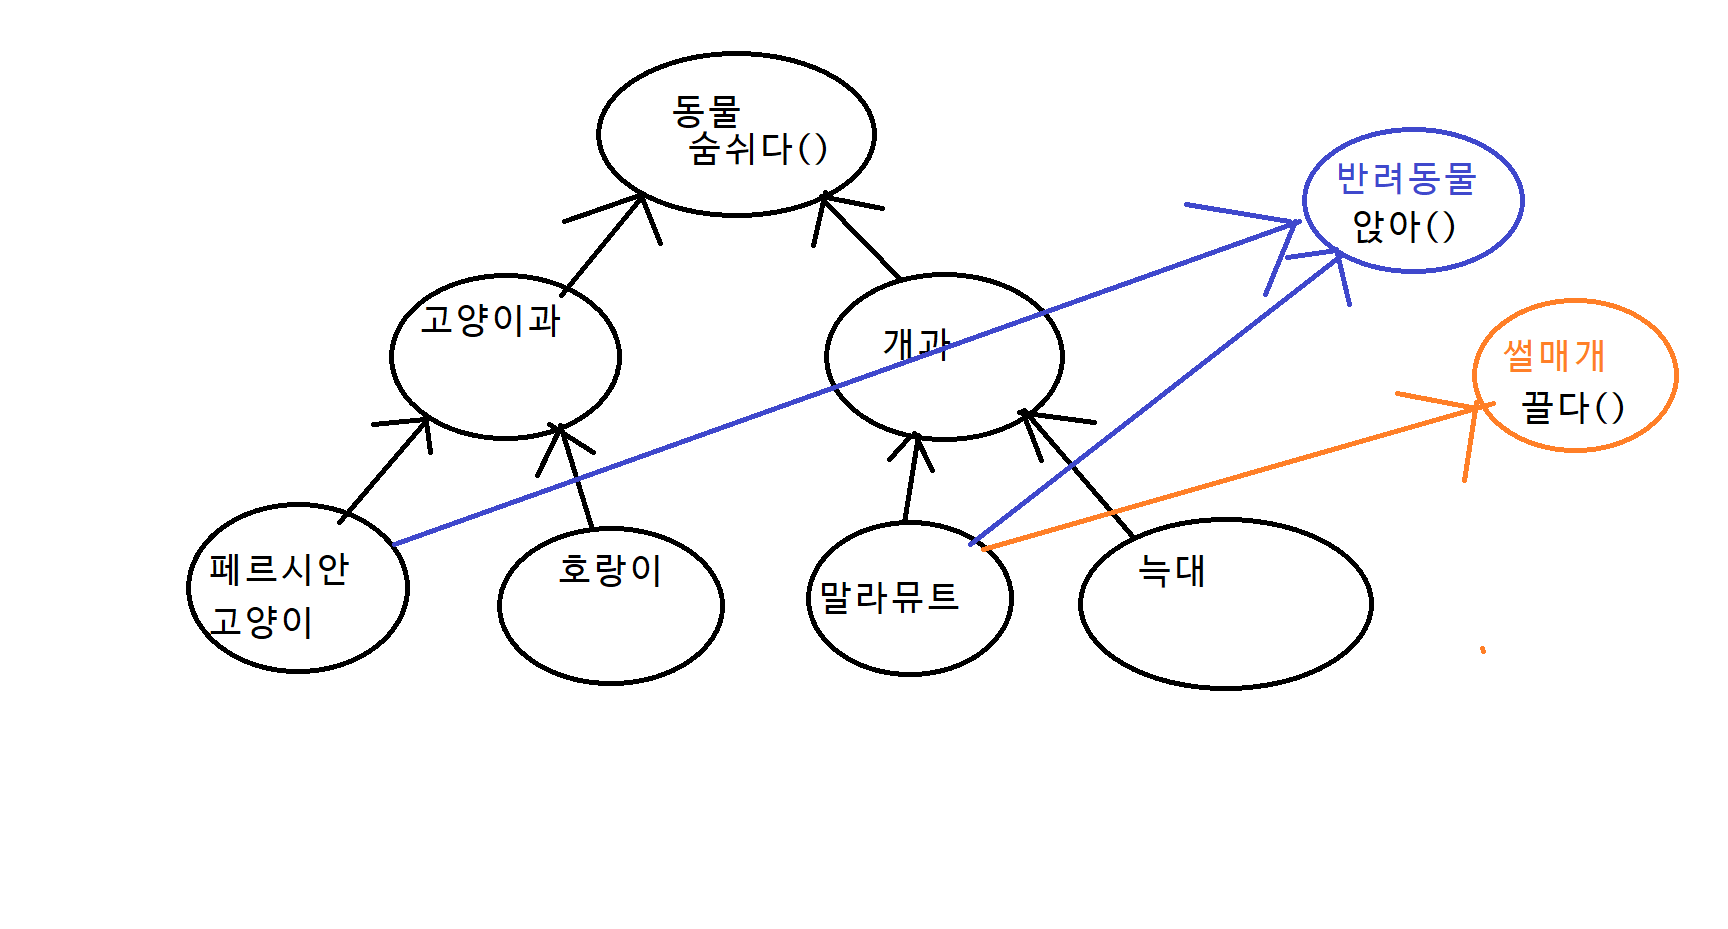 동물
숨쉬다()
반려동물
앉아()
고양이과
개과
썰매개
끌다()
페르시안
고양이
호랑이
말라뮤트
늑대